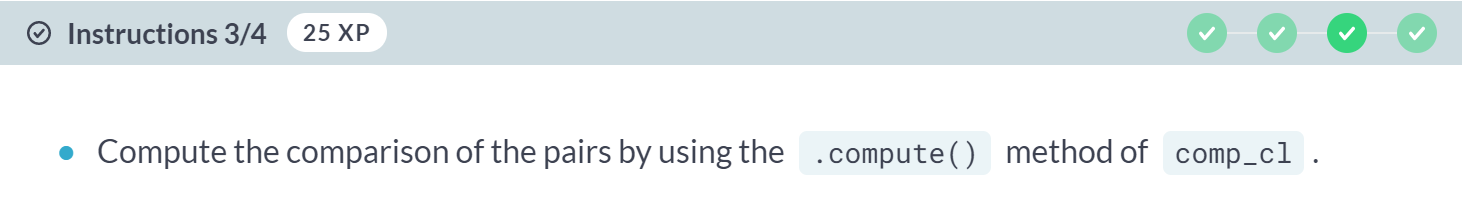 Instructions 3/4 25 XP
Compute the comparison of the pairs by using the .compute() method of comp_cl .